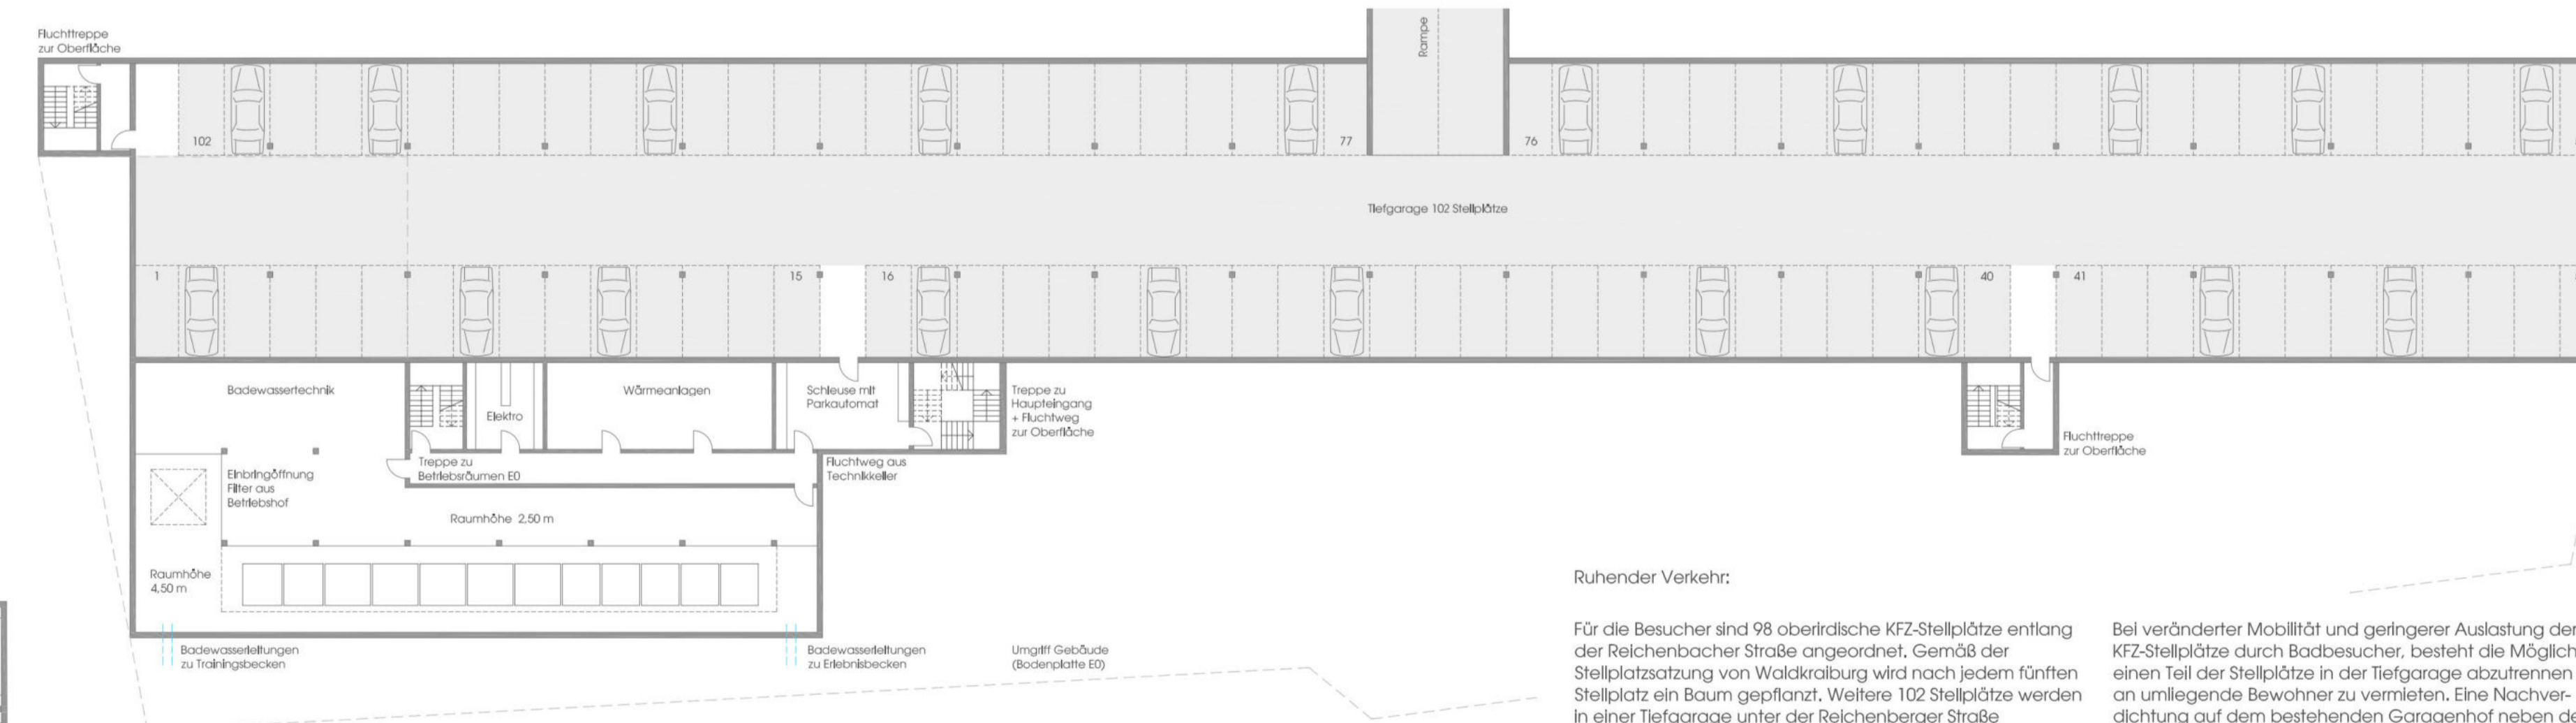 Fluchttreppe
zur Oberfläche
Rampe
102
77
76
Tiefgarage 102 Stellplätze
1
15
16
40
41
Badewassertechnik
Elektro
Wärmeanlagen
Schleuse mit
Parkautomat
Treppe zu
Haupteingang
+ Fluchtweg
zur Oberfläche
Fluchttreppe
zur Oberfläche
Treppe zu
Betriebsräumen E0
Fluchtweg aus
Technikkeller
Einbringöffnung
Filter aus
Betriebshof
Raumhöhe 2,50 m
Raumhöhe
4,50 m
Badewasserleitungen
zu Trainingsbecken
Badewasserleitungen
zu Erlebnisbecken
Umgriff Gebäude
(Bodenplatte E0)
Ruhender Verkehr:
Für die Besucher sind 98 oberirdische KFZ-Stellplätze entlang
der Reichenbacher Straße angeordnet. Gemäß der
Stellplatzsatzung von Waldkraiburg wird nach jedem fünften
Stellplatz ein Baum gepflanzt. Weitere 102 Stellplätze werden
in einer Tiefgarage unter der Reichenberger Straße
Bei veränderter Mobilität und geringerer Auslastung der
KFZ-Stellplätze durch Badbesucher, besteht die Möglich
einen Teil der Stellplätze in der Tiefgarage abzutrennen
an umliegende Bewohner zu vermieten. Eine Nachver-
dichtung auf dem bestehenden Garagenhof neben de